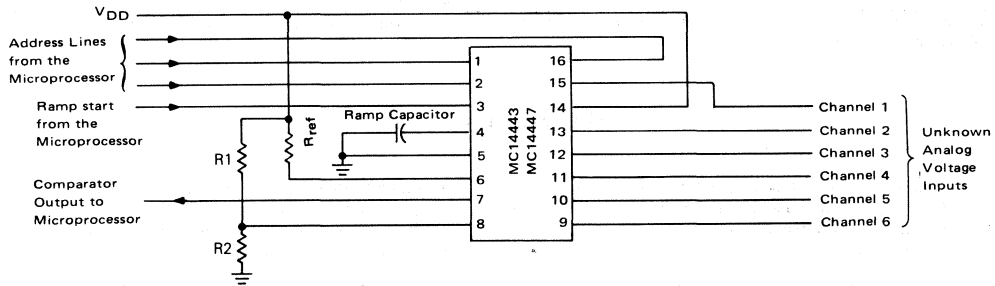 VDD
Address Lines
from the
Microprocessor
Ramp start
from the
Microprocessor
R1
Rref
Ramp Capacitor
Comparator
Output to
Microprocessor
R2
1
2
3
4
5
6
7
8
MC14443
MC14447
16
15
14
13
12
11
10
9
Channel 1
Channel 2
Channel 3
Channel 4
Channel 5
Channel 6
Unknown
Analog
Voltage
Inputs